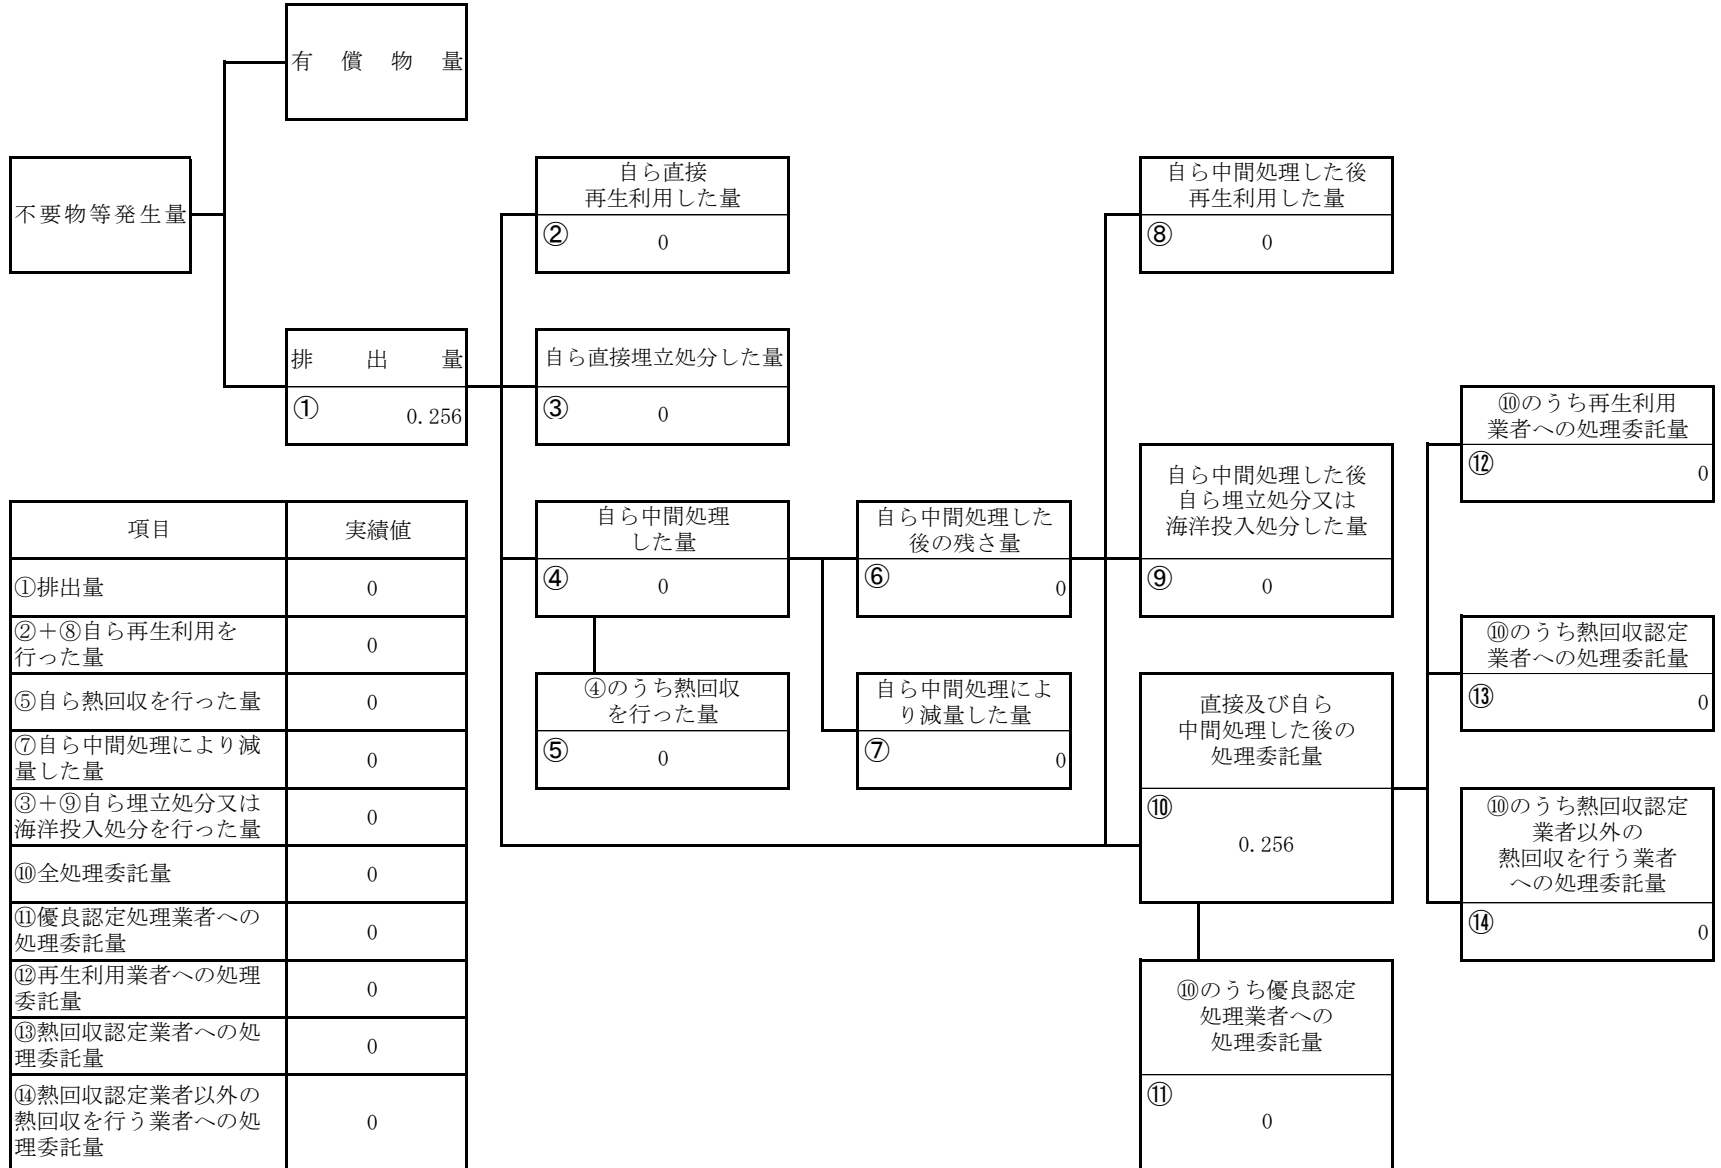 有償物量
不要物等発生量
排出量
①
0.256
自ら直接
再生利用した量
②
0
自ら直接埋立処分した量
③
0
自ら中間処理
した量
④
0
④のうち熱回収
を行った量
⑤
0
自ら中間処理した
後の残さ量
⑥
0
自ら中間処理によ
り減量した量
⑦
0
自ら中間処理した後
再生利用した量
⑧
0
自ら中間処理した後
自ら埋立処分又は
海洋投入処分した量
⑨
0
直接及び自ら
中間処理した後の
処理委託量
⑩
0.256
⑩のうち優良認定
処理業者への
処理委託量
⑪
0
⑩のうち再生利用
業者への処理委託量
⑫
0
⑩のうち熱回収認定
業者への処理委託量
⑬
0
⑩のうち熱回収認定
業者以外の
熱回収を行う業者
への処理委託量
⑭
0
項目 実績値
①排出量 0
②＋⑧自ら再生利用を
行った量 0
⑤自ら熱回収を行った量 0
⑦自ら中間処理により減
量した量 0
③＋⑨自ら埋立処分又は
海洋投入処分を行った量 0
⑩全処理委託量 0
⑪優良認定処理業者への
処理委託量 0
⑫再生利用業者への処理
委託量 0
⑬熱回収認定業者への処
理委託量 0
⑭熱回収認定業者以外の
熱回収を行う業者への処 0
理委託量